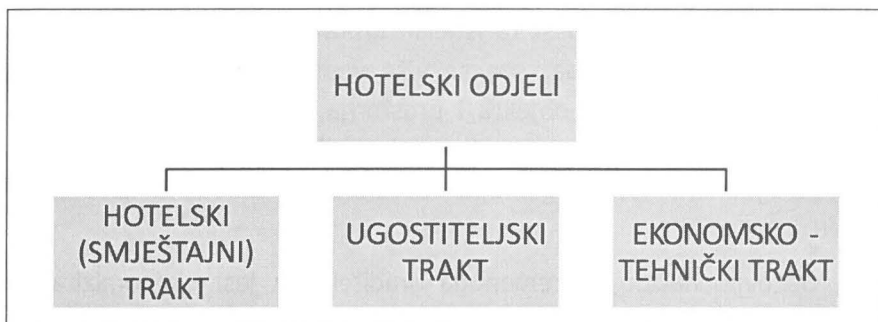 HOTELSKI ODJELI
HOTELSKI
(SMJEŠTAJNI)
TRAKT
UGOSTITELJSKI
TRAKT
EKONOMSKO -
TEHNIČKI TRAKT